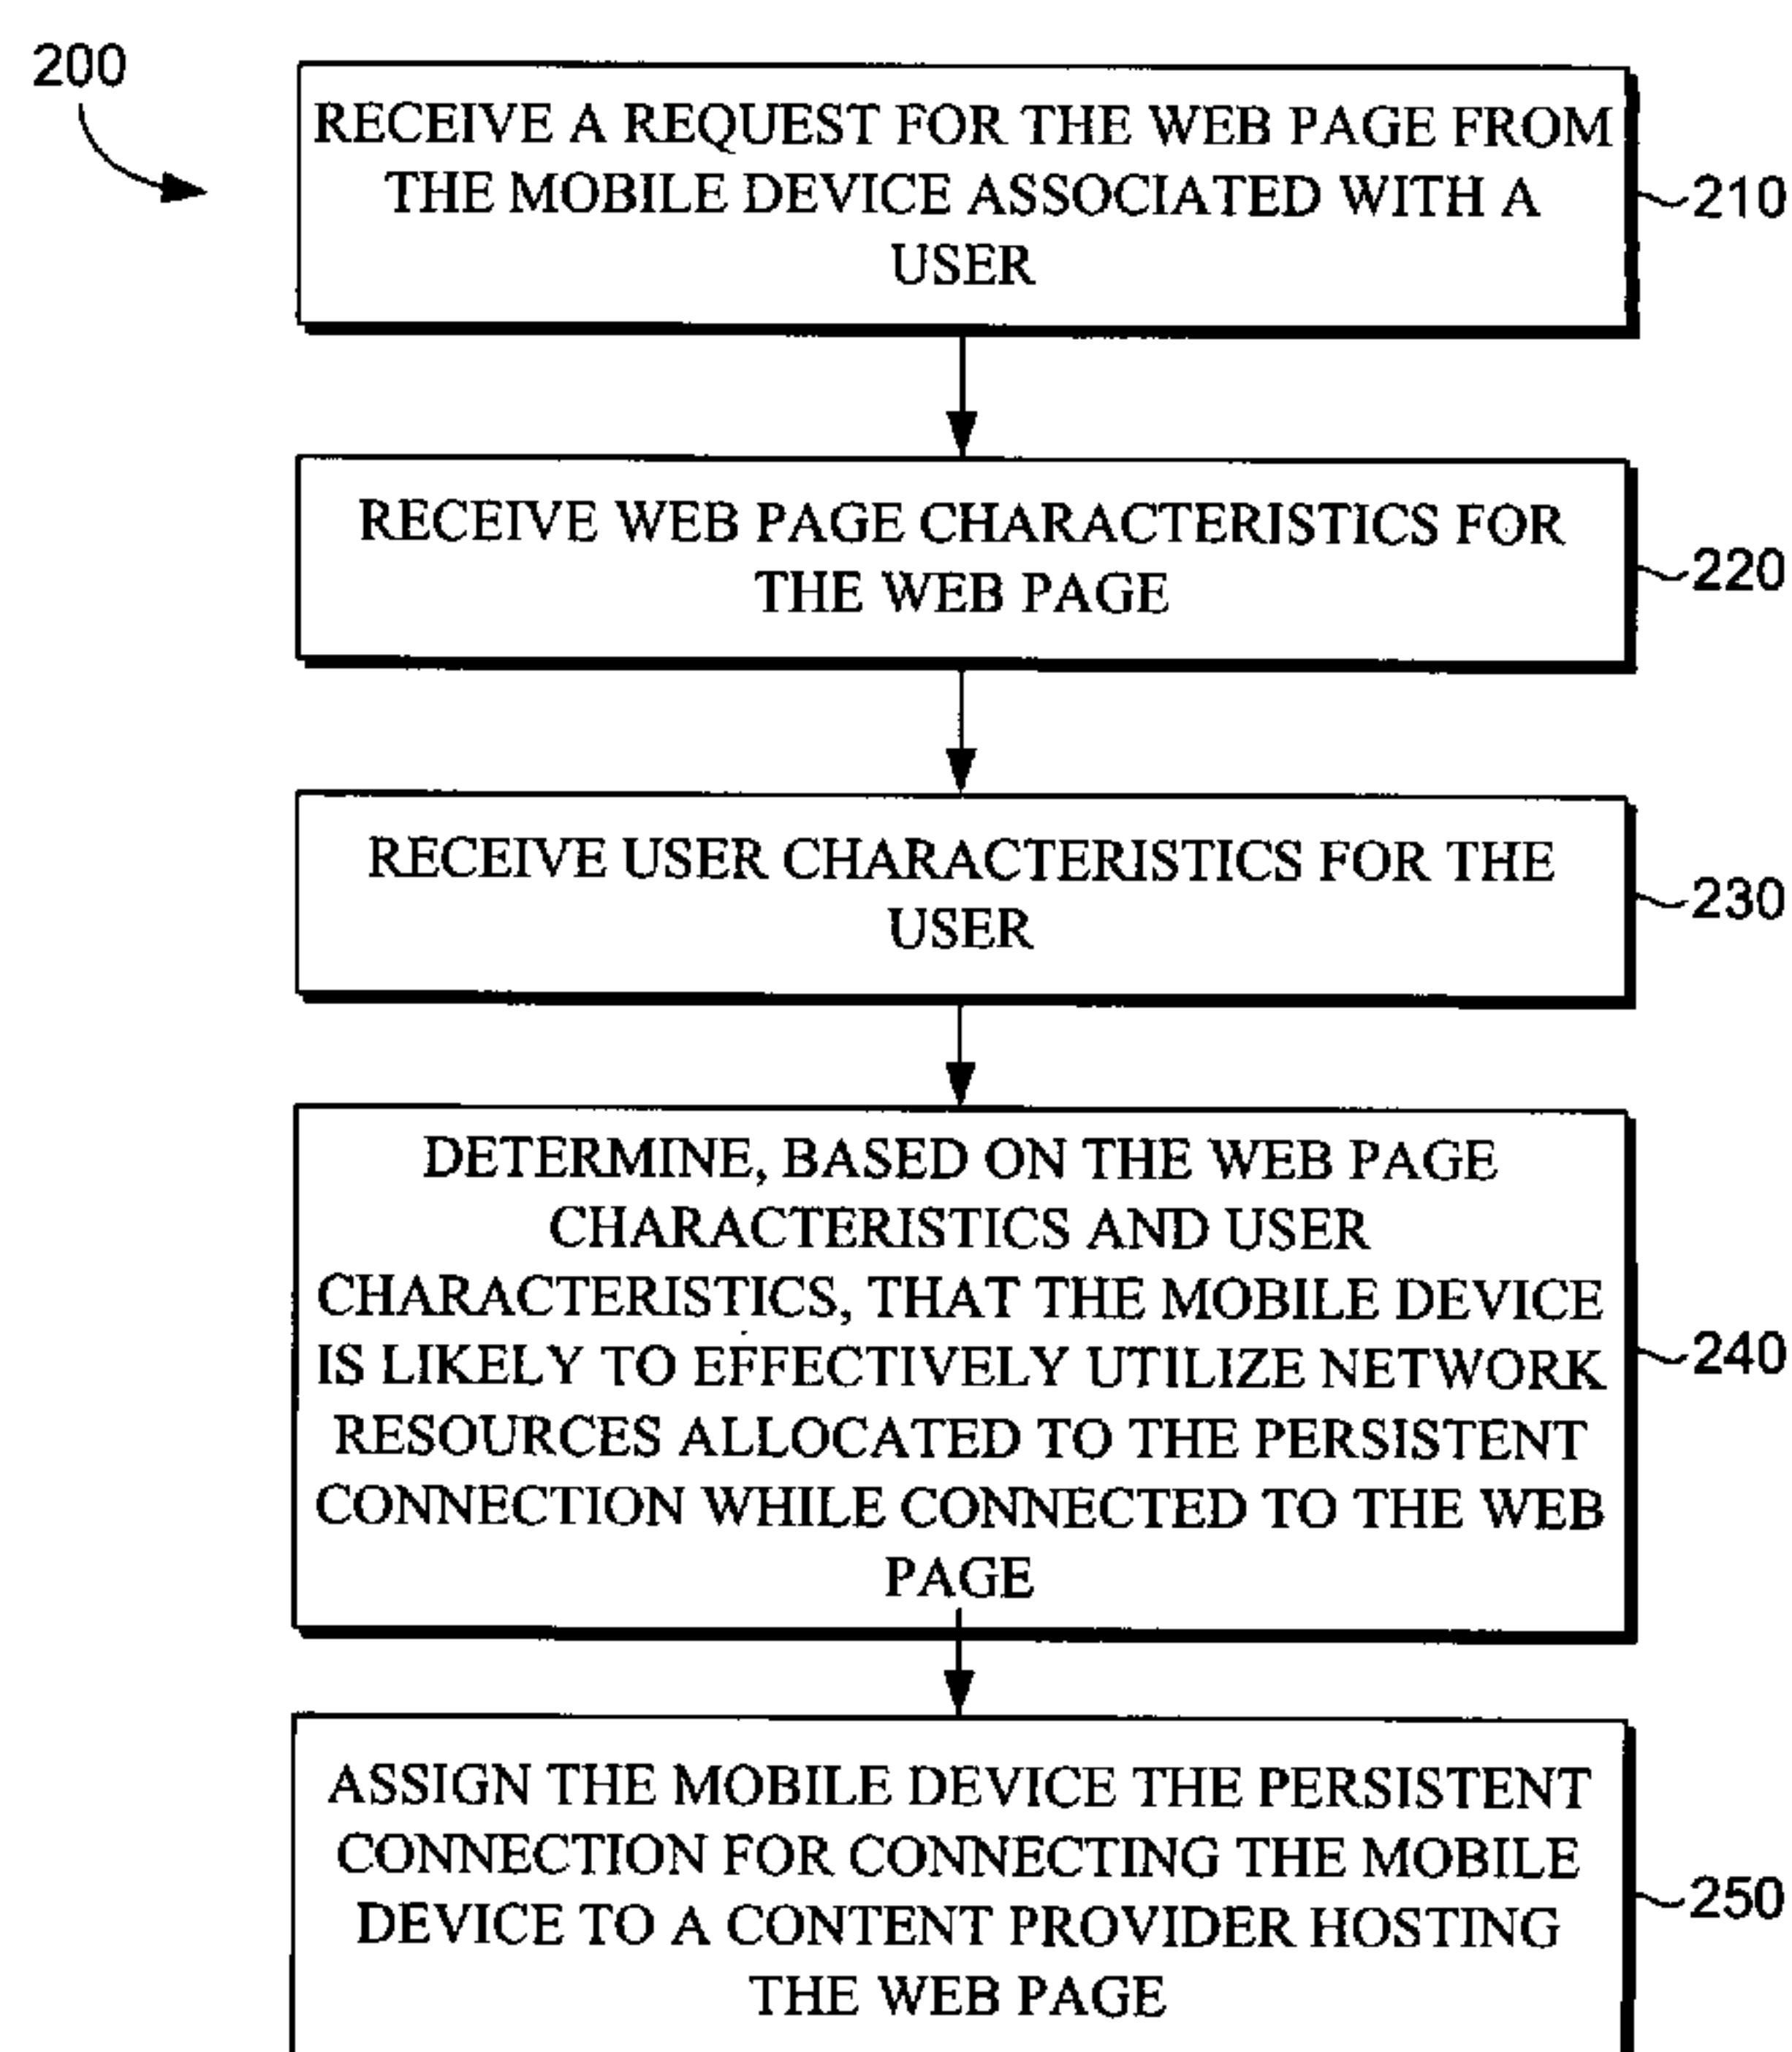 200
RECEIVE A REQUEST FOR THE WEB PAGE FROM
THE MOBILE DEVICE ASSOCIATED WITH A
USER
210
RECEIVE WEB PAGE CHARACTERISTICS FOR
THE WEB PAGE
220
RECEIVE USER CHARACTERISTICS FOR THE
USER
230
DETERMINE, BASED ON THE WEB PAGE
CHARACTERISTICS AND USER
CHARACTERISTICS, THAT THE MOBILE DEVICE
IS LIKELY TO EFFECTIVELY UTILIZE NETWORK
RESOURCES ALLOCATED TO THE PERSISTENT
CONNECTION WHILE CONNECTED TO THE WEB
PAGE
240
ASSIGN THE MOBILE DEVICE THE PERSISTENT
CONNECTION FOR CONNECTING THE MOBILE
DEVICE TO A CONTENT PROVIDER HOSTING
THE WEB PAGE
250